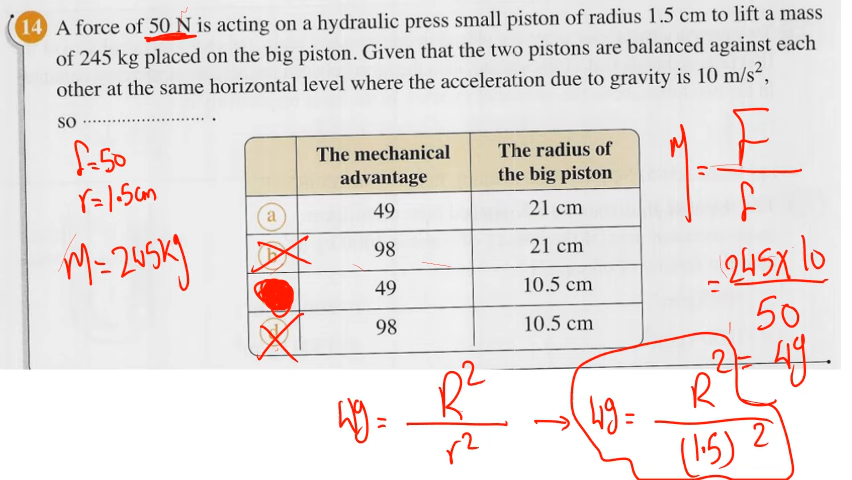 14 A force of 50 N is acting on a hydraulic press small piston of radius 1.5 cm to lift a mass
of 245 kg placed on the big piston. Given that the two pistons are balanced against each
other at the same horizontal level where the acceleration due to gravity is 10 m/s²,
so ........................ .
f=50
r=1.5cm
M=245kg
The mechanical advantage The radius of the big piston
a 49 21 cm
b 98 21 cm
49 10.5 cm
d 98 10.5 cm
η = F / f
= 245 x 10 / 50
= 49
49 = R² / r² → 49 = R² / (1.5)²